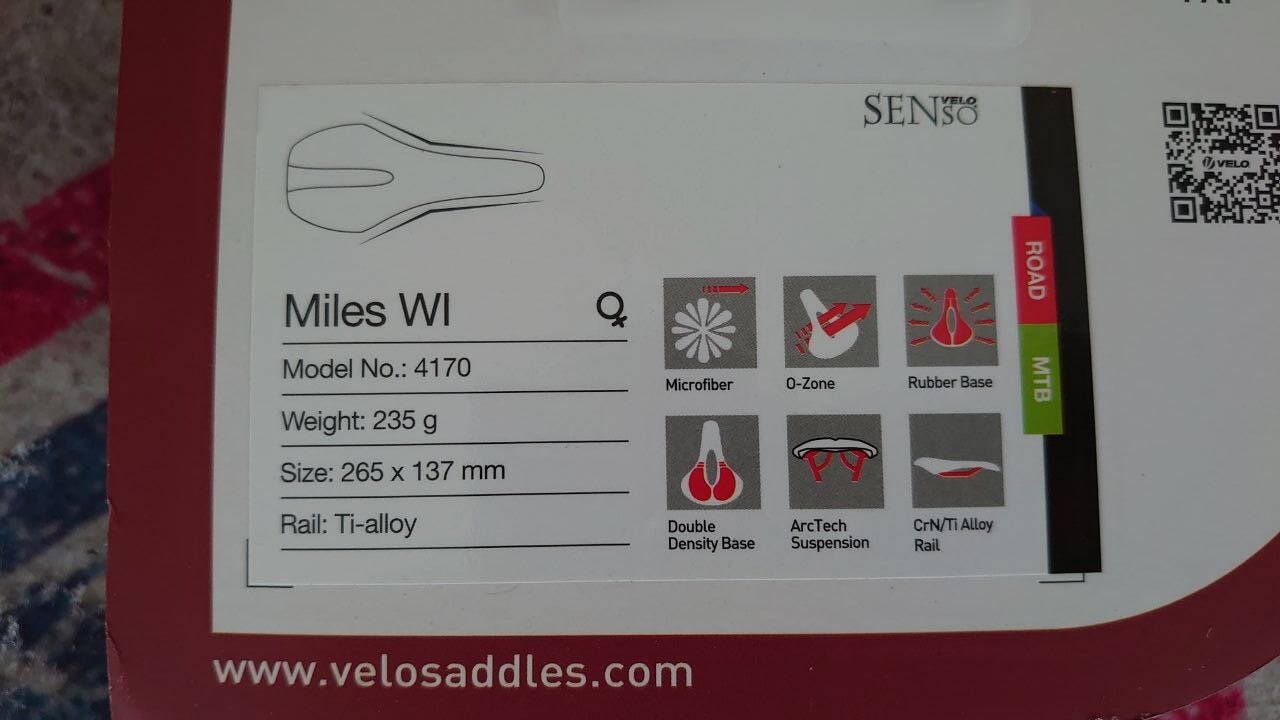 SENSO VELO
Miles WI
Model No.: 4170
Weight: 235 g
Size: 265 x 137 mm
Rail: Ti-alloy
Microfiber
O-Zone
Rubber Base
Double
Density Base
ArcTech
Suspension
CrN/Ti Alloy
Rail
ROAD
MTB
VELO
www.velosaddles.com